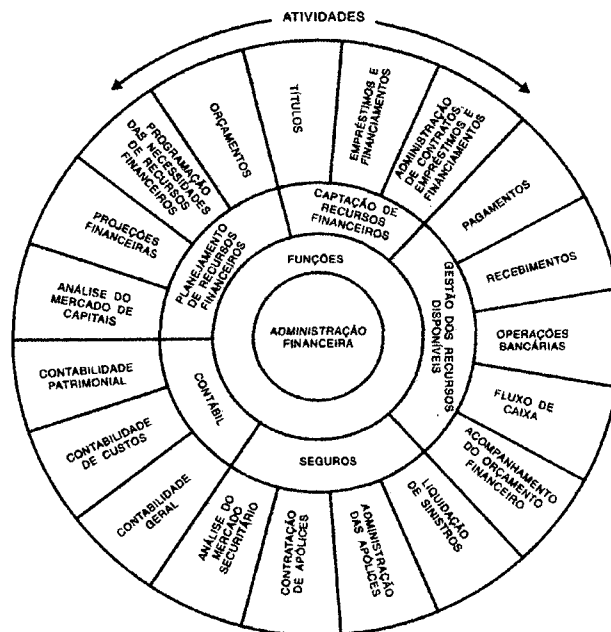 ATIVIDADES
TÍTULOS
EMPRÉSTIMOS E
FINANCIAMENTOS
ADMINISTRAÇÃO
DE CONTRATOS,
EMPRÉSTIMOS E
FINANCIAMENTOS
PAGAMENTOS
RECEBIMENTOS
OPERAÇÕES
BANCÁRIAS
FLUXO DE
CAIXA
ACOMPANHAMENTO
DO ORÇAMENTO
FINANCEIRO
LIQUIDAÇÃO
DE SINISTROS
ADMINISTRAÇÃO
DAS APÓLICES
CONTRATAÇÃO
DE APÓLICES
ANÁLISE DO
MERCADO
SECURITÁRIO
CONTABILIDADE
GERAL
CONTABILIDADE
DE CUSTOS
CONTABILIDADE
PATRIMONIAL
ANÁLISE DO
MERCADO DE
CAPITAIS
PROJEÇÕES
FINANCEIRAS
PROGRAMAÇÃO
DAS NECESSIDADES
DE RECURSOS
FINANCEIROS
ORÇAMENTOS
CAPTAÇÃO DE
RECURSOS
FINANCEIROS
GESTÃO DOS RECURSOS
DISPONÍVEIS
SEGUROS
CONTÁBIL
PLANEJAMENTO
DE RECURSOS
FINANCEIROS
FUNÇÕES
ADMINISTRAÇÃO
FINANCEIRA